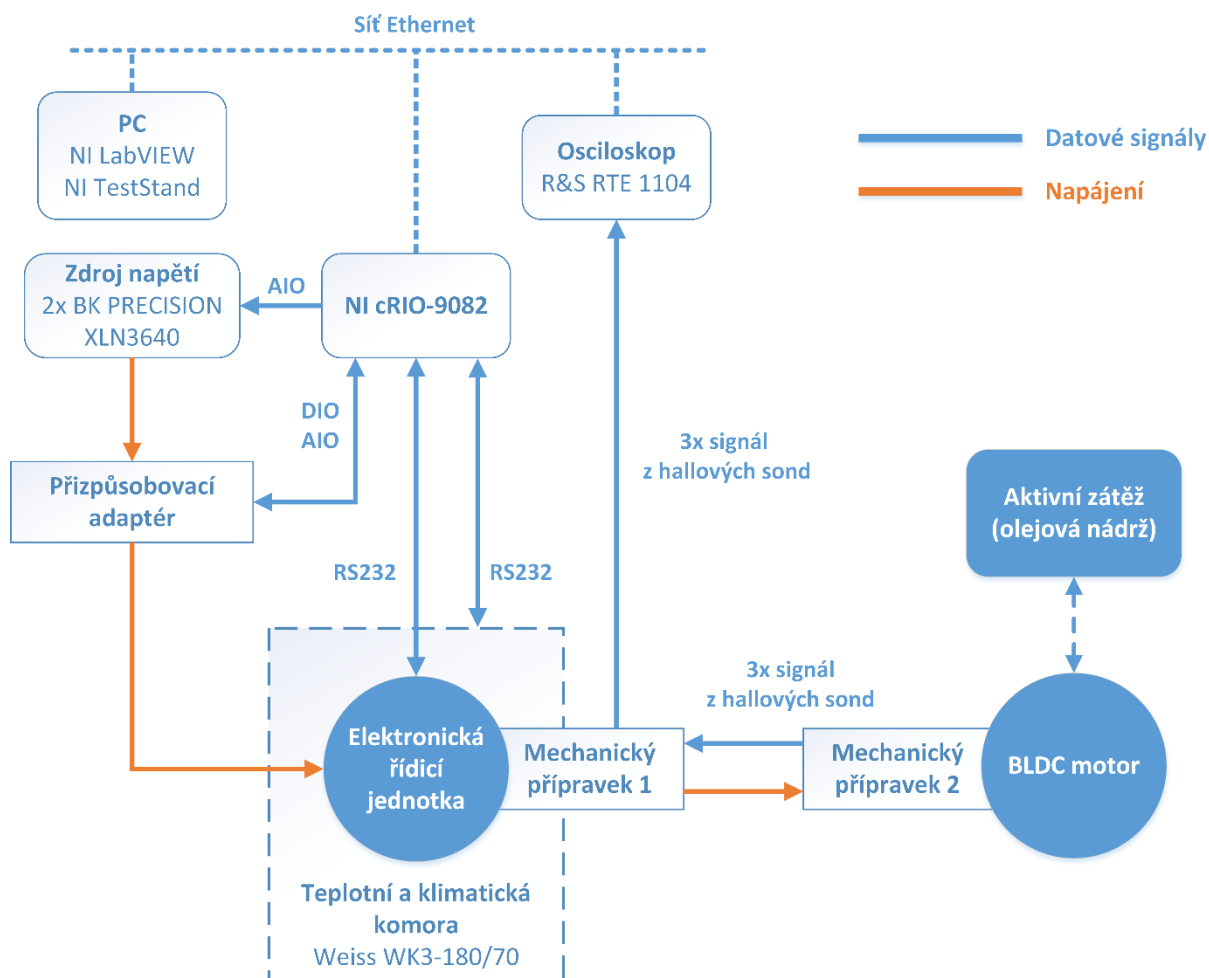 Síť Ethernet
PC
NI LabVIEW
NI TestStand
Osciloskop
R&S RTE 1104
Datové signály
Napájení
Zdroj napětí
2x BK PRECISION
XLN3640
AIO
NI cRIO-9082
DIO
AIO
3x signál
z hallových sond
Přizpůsobovací
adaptér
Aktivní zátěž
(olejová nádrž)
RS232
RS232
3x signál
z hallových sond
Elektronická
řídicí
jednotka
Mechanický
přípravek 1
Mechanický
přípravek 2
BLDC motor
Teplotní a klimatická
komora
Weiss WK3-180/70